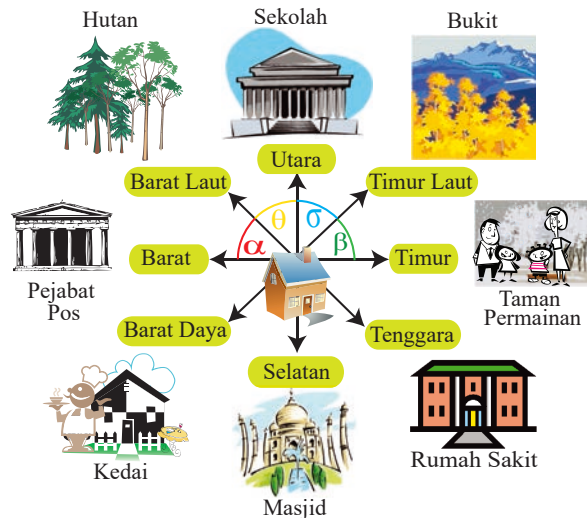 Hutan
Sekolah
Bukit
Utara
Barat Laut
Timur Laut
θ
σ
α
β
Barat
Timur
Pejabat
Pos
Taman
Permainan
Barat Daya
Tenggara
Selatan
Kedai
Masjid
Rumah Sakit